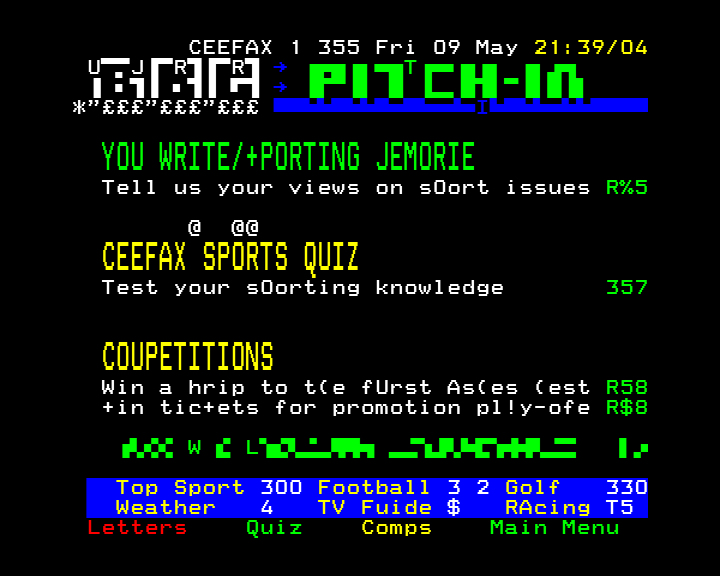 CEEFAX 1 355 Fri 09 May 21:39/04
U J R R
BBC → PITCH-IN T
→
*"£££"£££"£££ I
YOU WRITE/+PORTING JEMORIE
Tell us your views on sOort issues R%5
@ @@
CEEFAX SPORTS QUIZ
Test your sOorting knowledge 357
COUPETITIONS
Win a hrip to t(e fUrst As(es (est R58
+in tic+ets for promotion pl!y-ofe R$8
W L
Top Sport 300 Football 3 2 Golf 330
Weather 4 TV Fuide $ RAcing T5
Letters Quiz Comps Main Menu